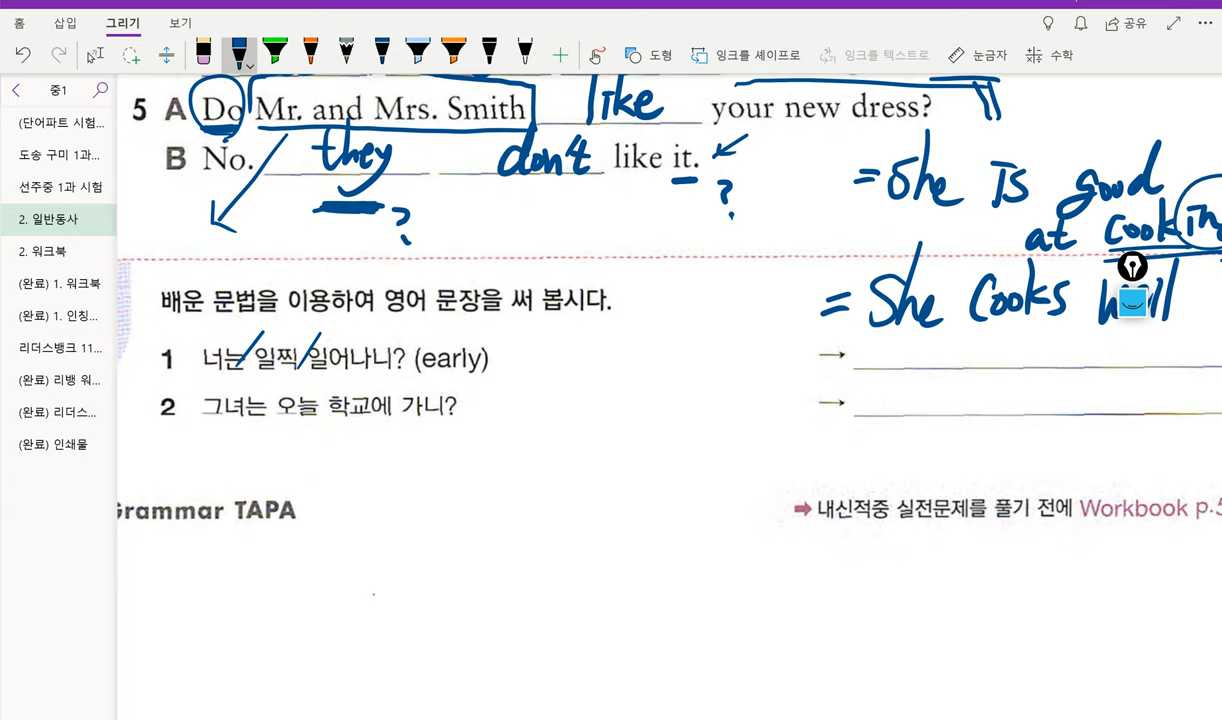 홈 삽입 그리기 보기
공유
도형 잉크를 셰이프로 잉크를 텍스트로 눈금자 수학
중1
(단어파트 시험...
도송 구미 1과...
선주중 1과 시험
2. 일반동사
2. 워크북
(완료) 1. 워크북
(완료) 1. 인칭...
리더스뱅크 11...
(완료) 리뱅 워...
(완료) 리더스...
(완료) 인쇄물
5 A Do Mr. and Mrs. Smith like your new dress?
B No. they don't like it.
? ?
= She is good
at cooking
= She cooks well
배운 문법을 이용하여 영어 문장을 써 봅시다.
1 너는 일찍 일어나니? (early) →
2 그녀는 오늘 학교에 가니? →
Grammar TAPA
➡ 내신적중 실전문제를 풀기 전에 Workbook p.5